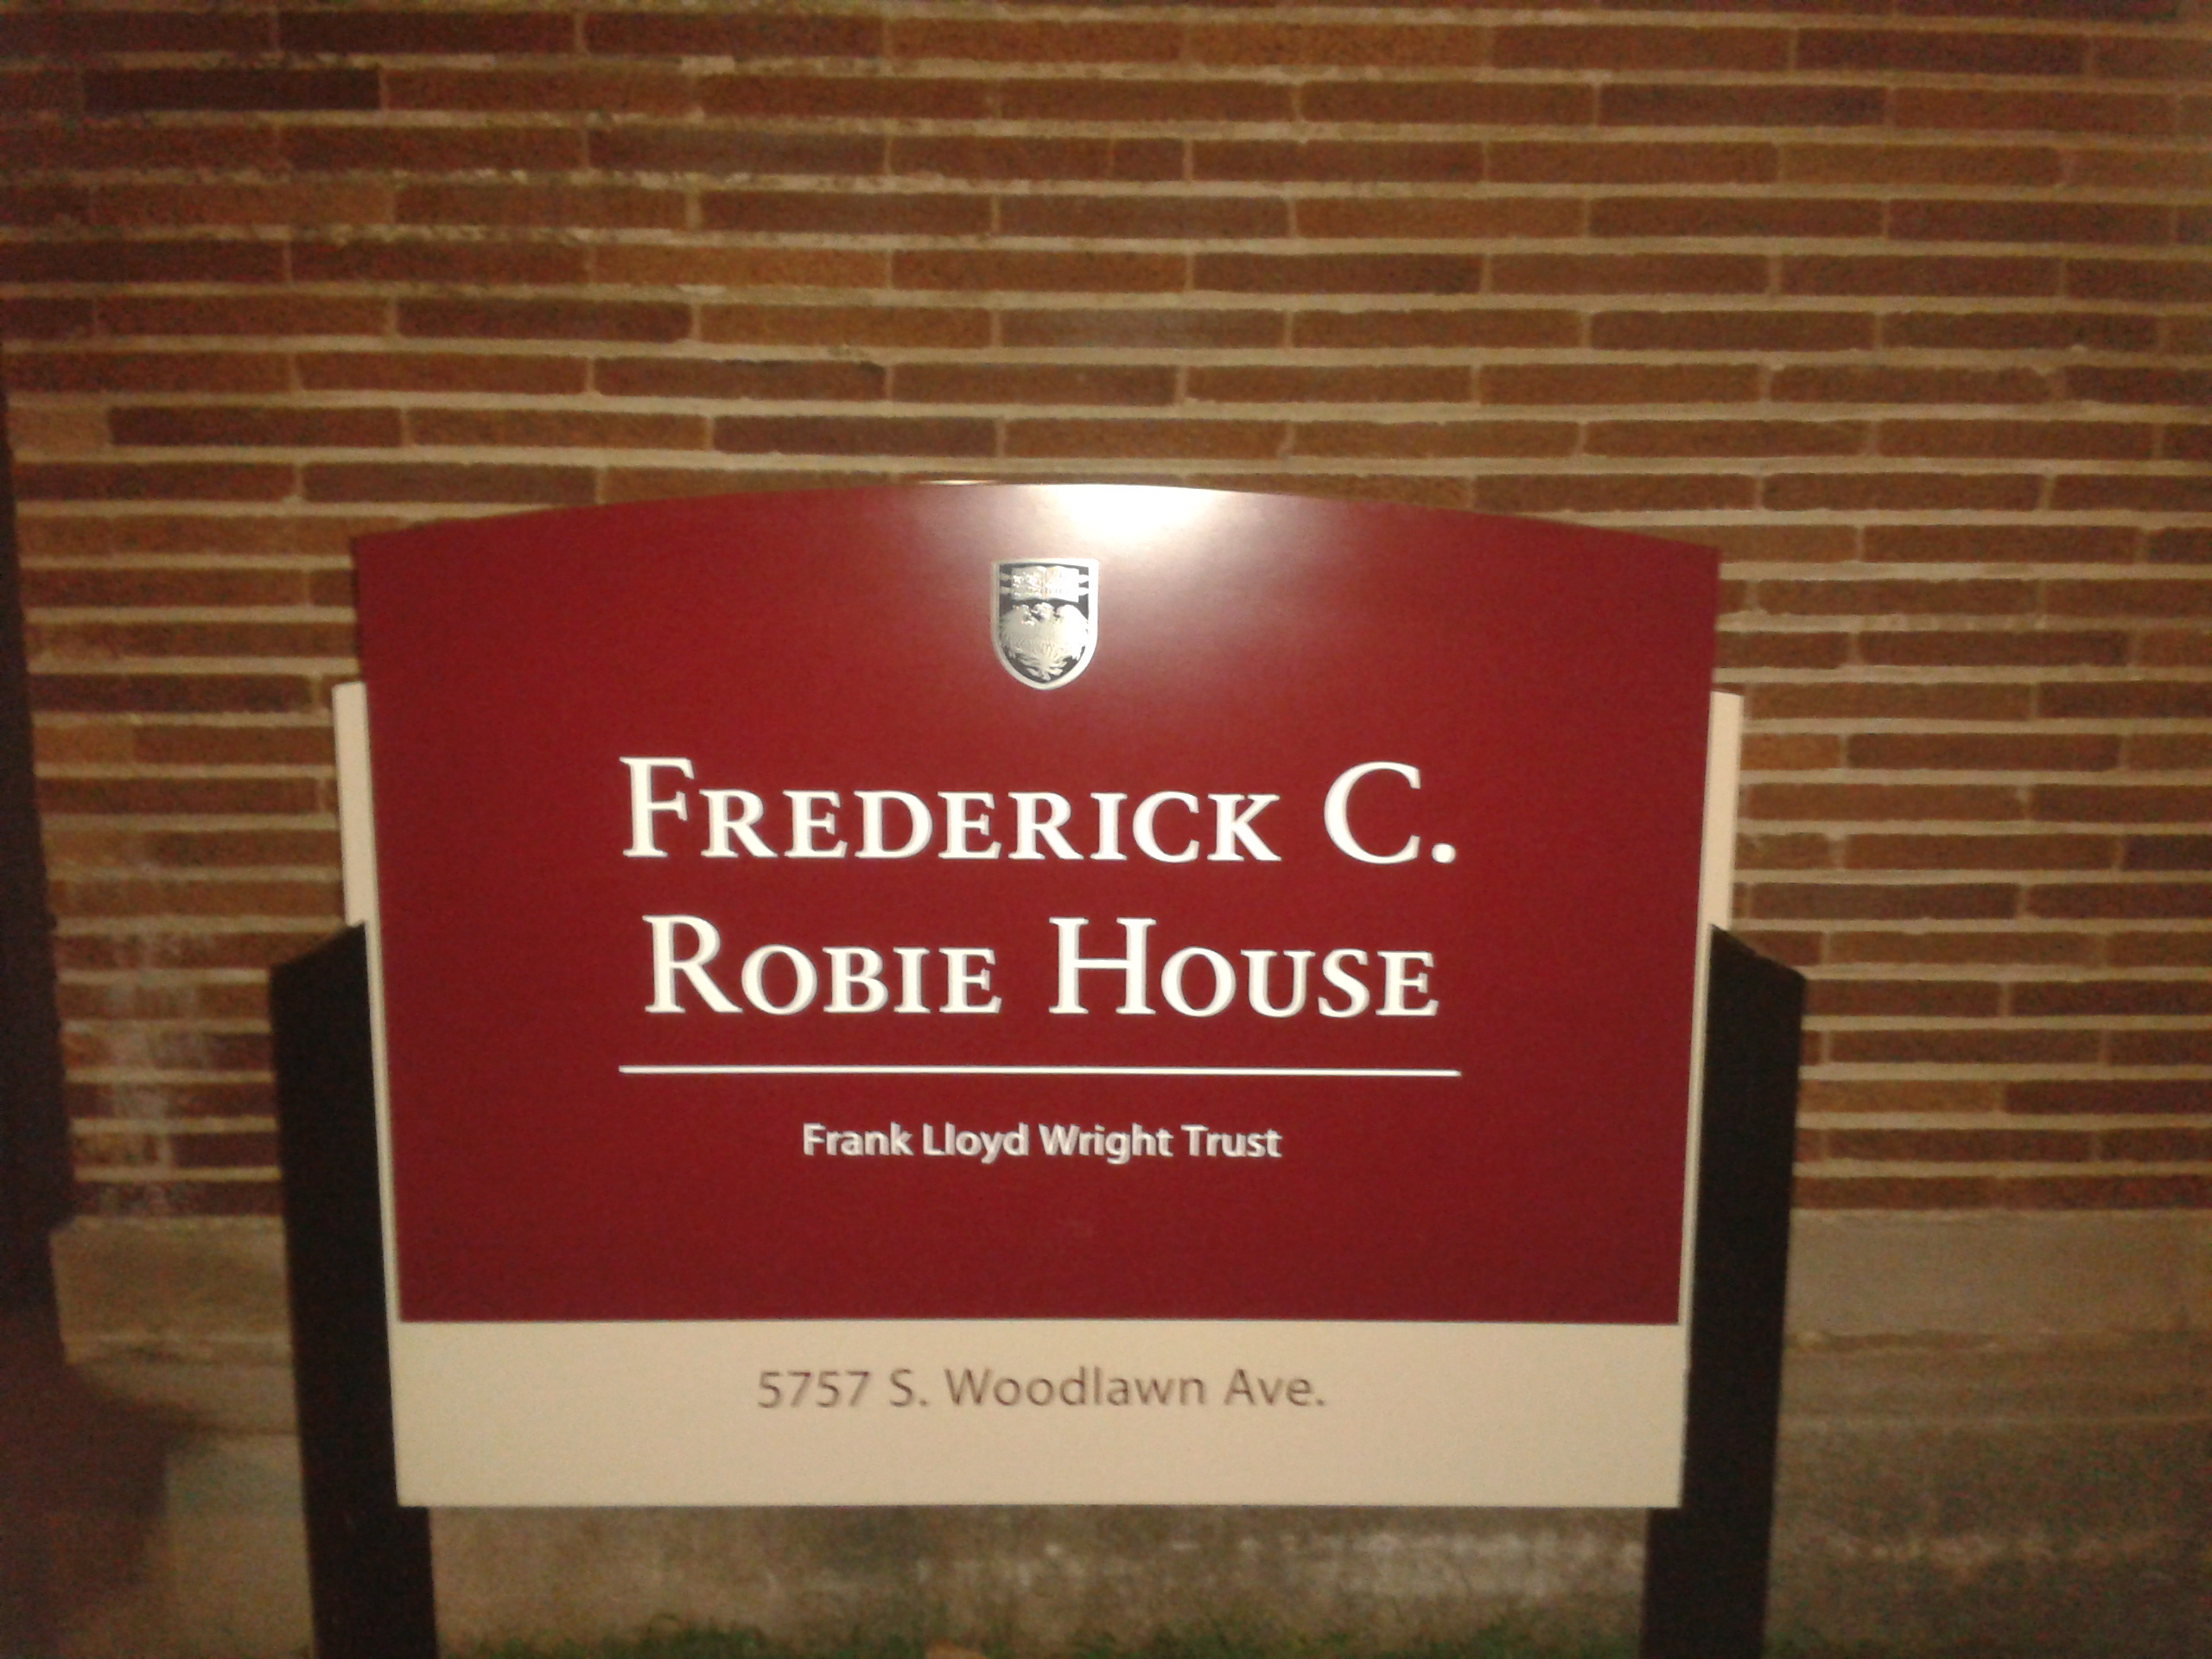 Frederick C.
Robie House
Frank Lloyd Wright Trust
5757 S. Woodlawn Ave.